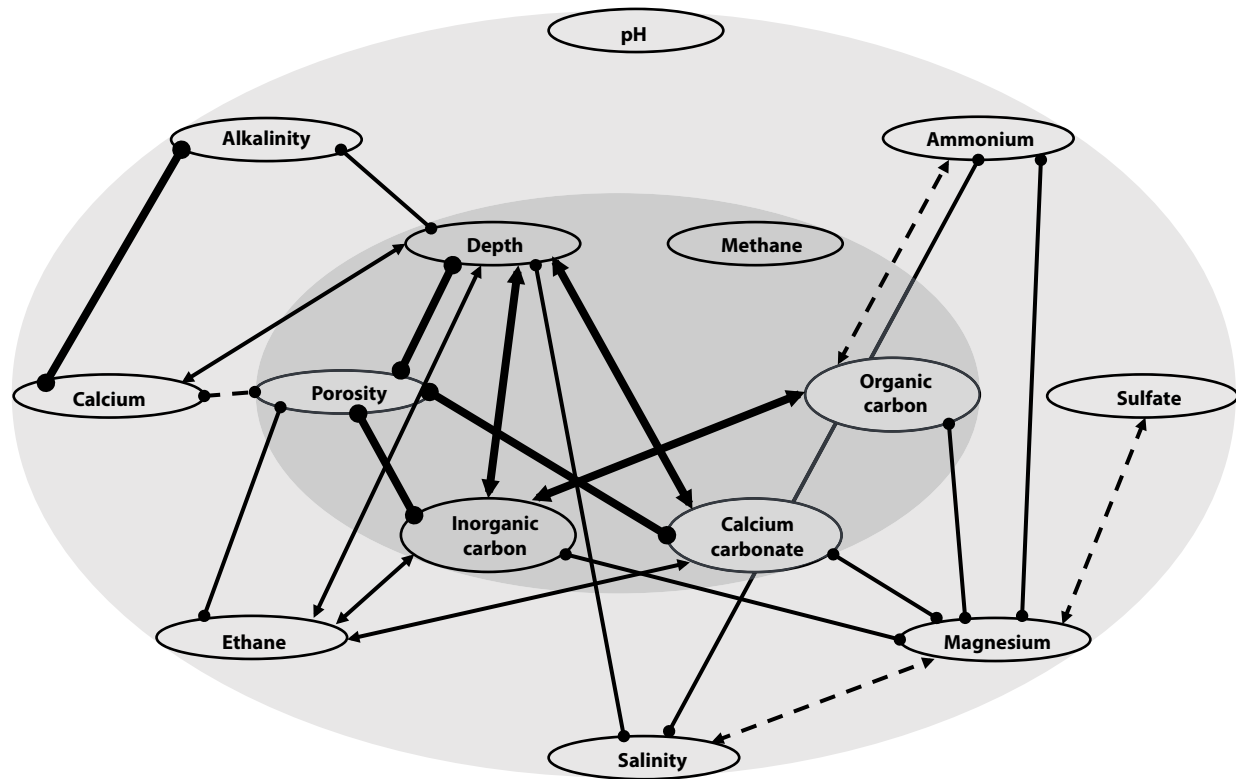 pH
Alkalinity
Ammonium
Depth
Methane
Calcium
Porosity
Organic
carbon
Sulfate
Inorganic
carbon
Calcium
carbonate
Ethane
Magnesium
Salinity